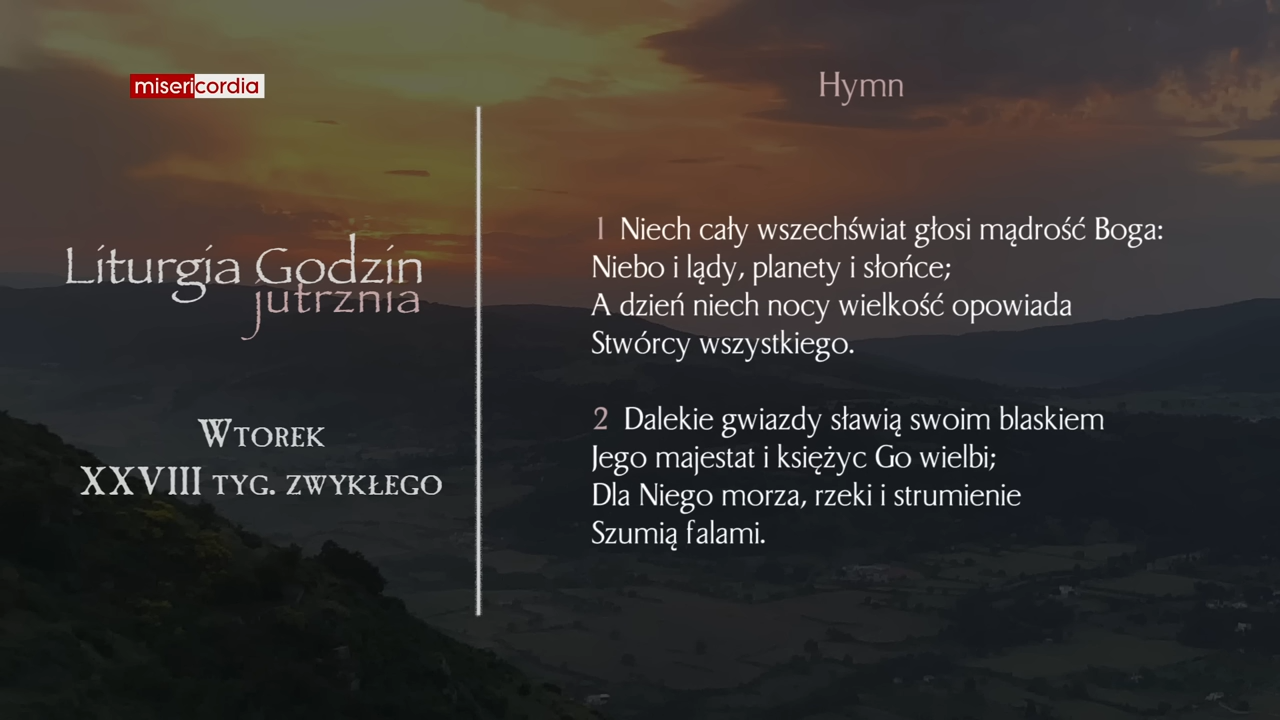 misericordia
Liturgia Godzin
jutrznia
Wtorek
XXVIII tyg. zwykłego
Hymn
1 Niech cały wszechświat głosi mądrość Boga:
Niebo i lądy, planety i słońce;
A dzień niech nocy wielkość opowiada
Stwórcy wszystkiego.
2 Dalekie gwiazdy sławią swoim blaskiem
Jego majestat i księżyc Go wielbi;
Dla Niego morza, rzeki i strumienie
Szumią falami.